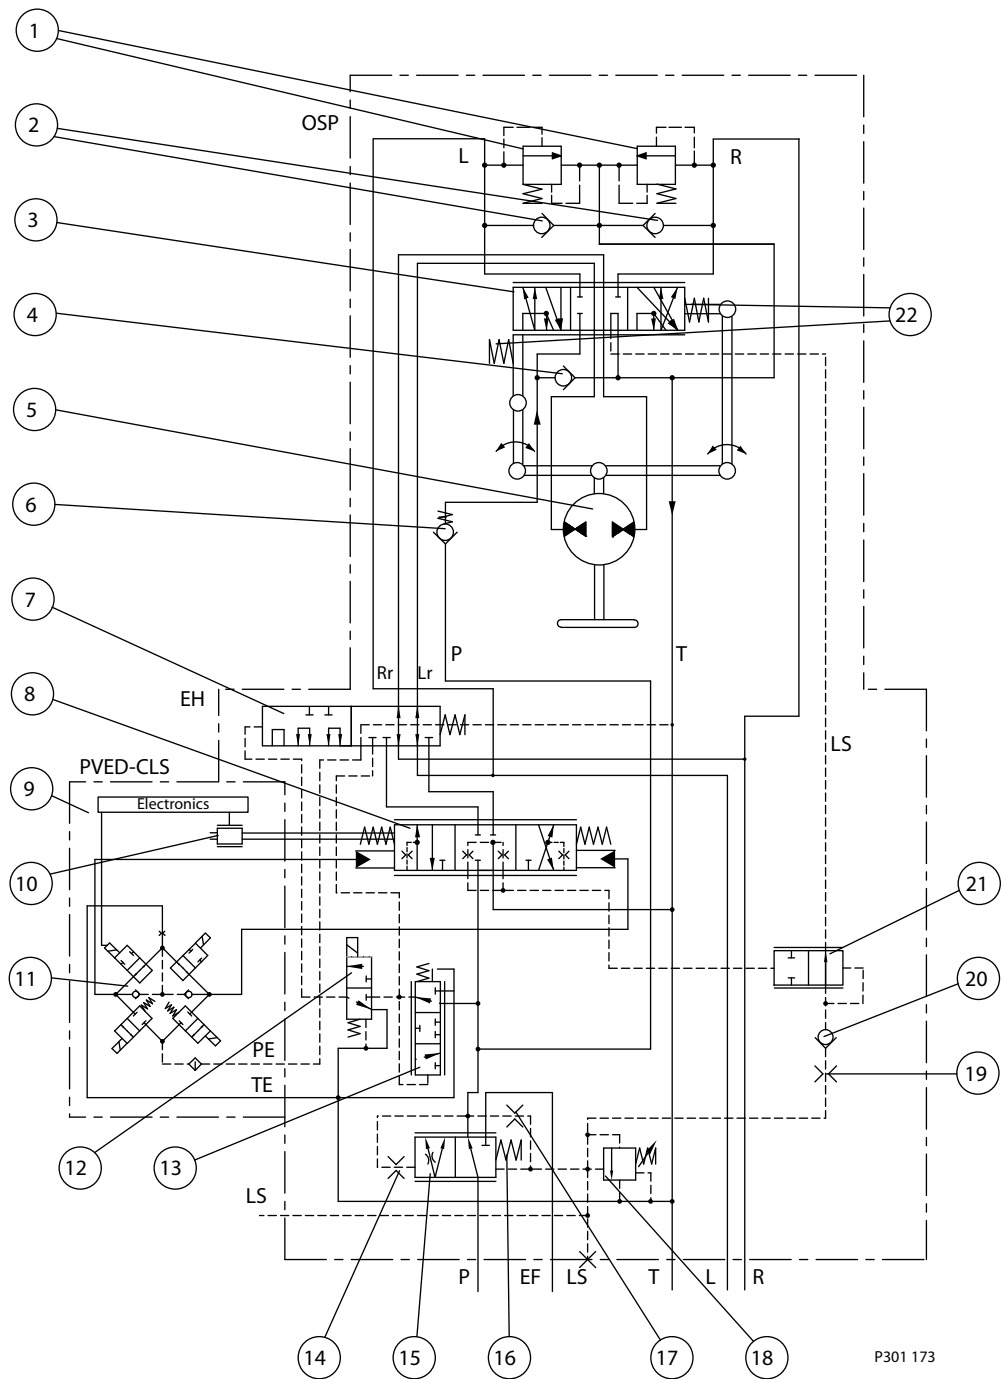 1
OSP
2
L
R
3
4
22
5
6
P
T
Rr
Lr
7
EH
8
LS
PVED-CLS
9
Electronics
10
21
11
20
PE
TE
19
12
13
LS
P
EF
LS
T
L
R
14
15
16
17
18
P301 173